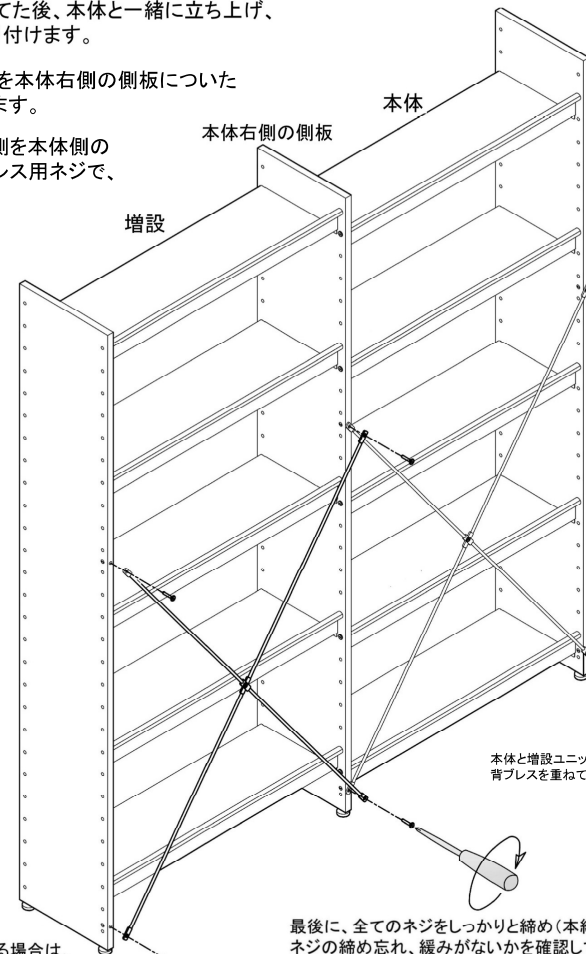 てた後、本体と一緒に立ち上げ、
付けます。
を本体右側の側板についた
ます。
側を本体側の
レス用ネジで、
本体
本体右側の側板
増設
本体と増設ユニッ
背ブレスを重ねて
最後に、全てのネジをしっかりと締め(本締
ネジの締め忘れ、緩みがないかを確認して
る場合は